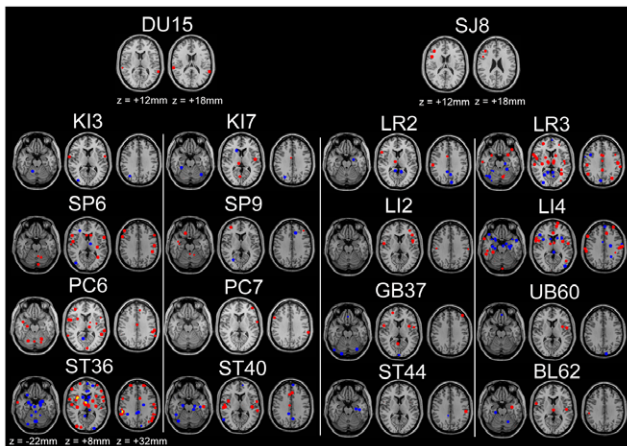 DU15 SJ8
z = +12mm z = +18mm z = +12mm z = +18mm
KI3 KI7 LR2 LR3
SP6 SP9 LI2 LI4
PC6 PC7 GB37 UB60
ST36 ST40 ST44 BL62
z = -22mm z = +8mm z = +32mm